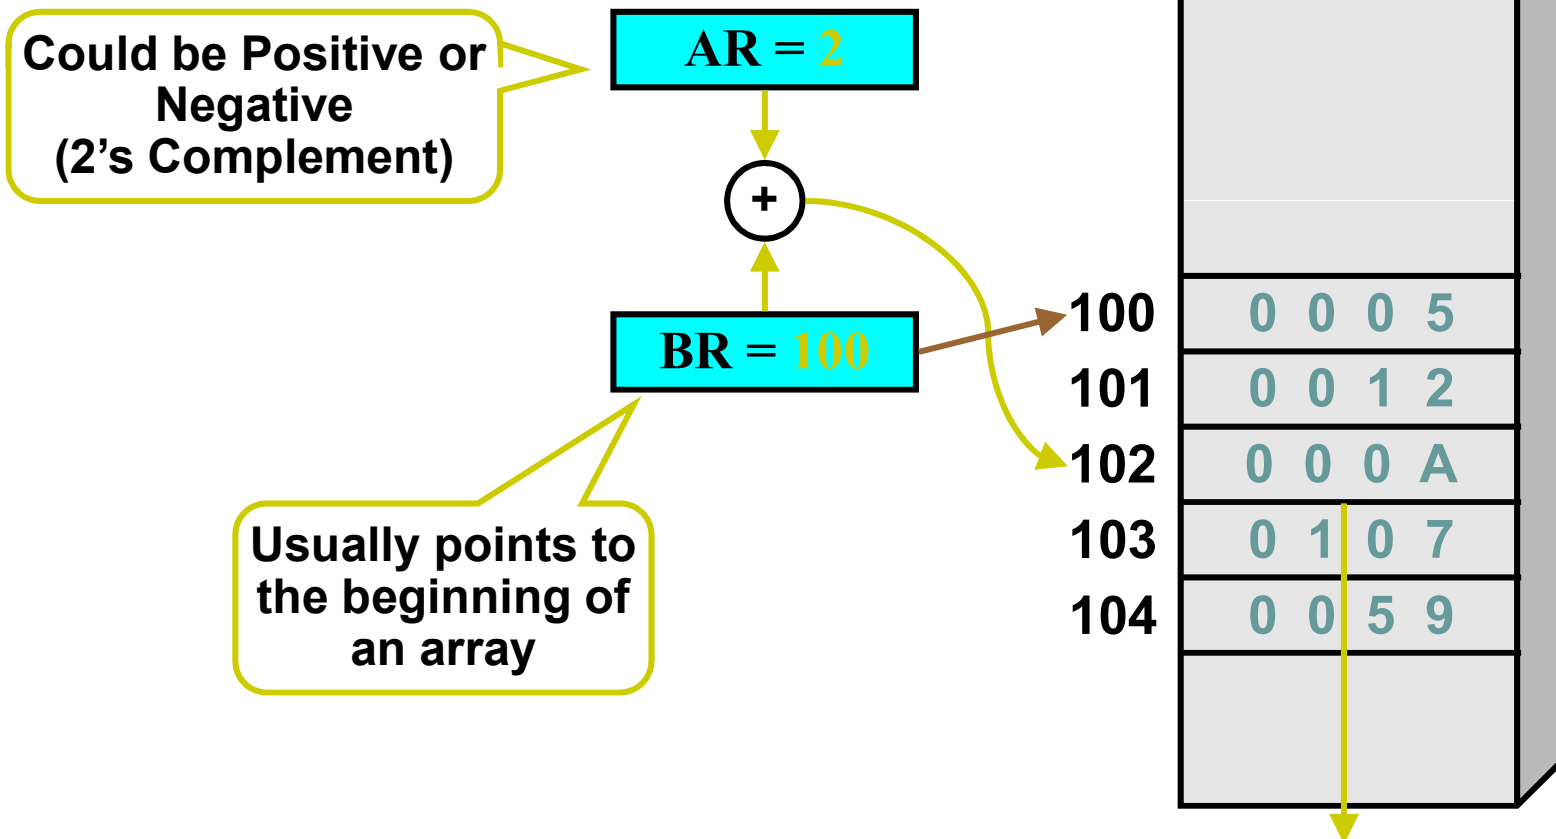 Could be Positive or
Negative
(2’s Complement)
AR = 2
+
BR = 100
Usually points to
the beginning of
an array
100 0 0 0 5
101 0 0 1 2
102 0 0 0 A
103 0 1 0 7
104 0 0 5 9